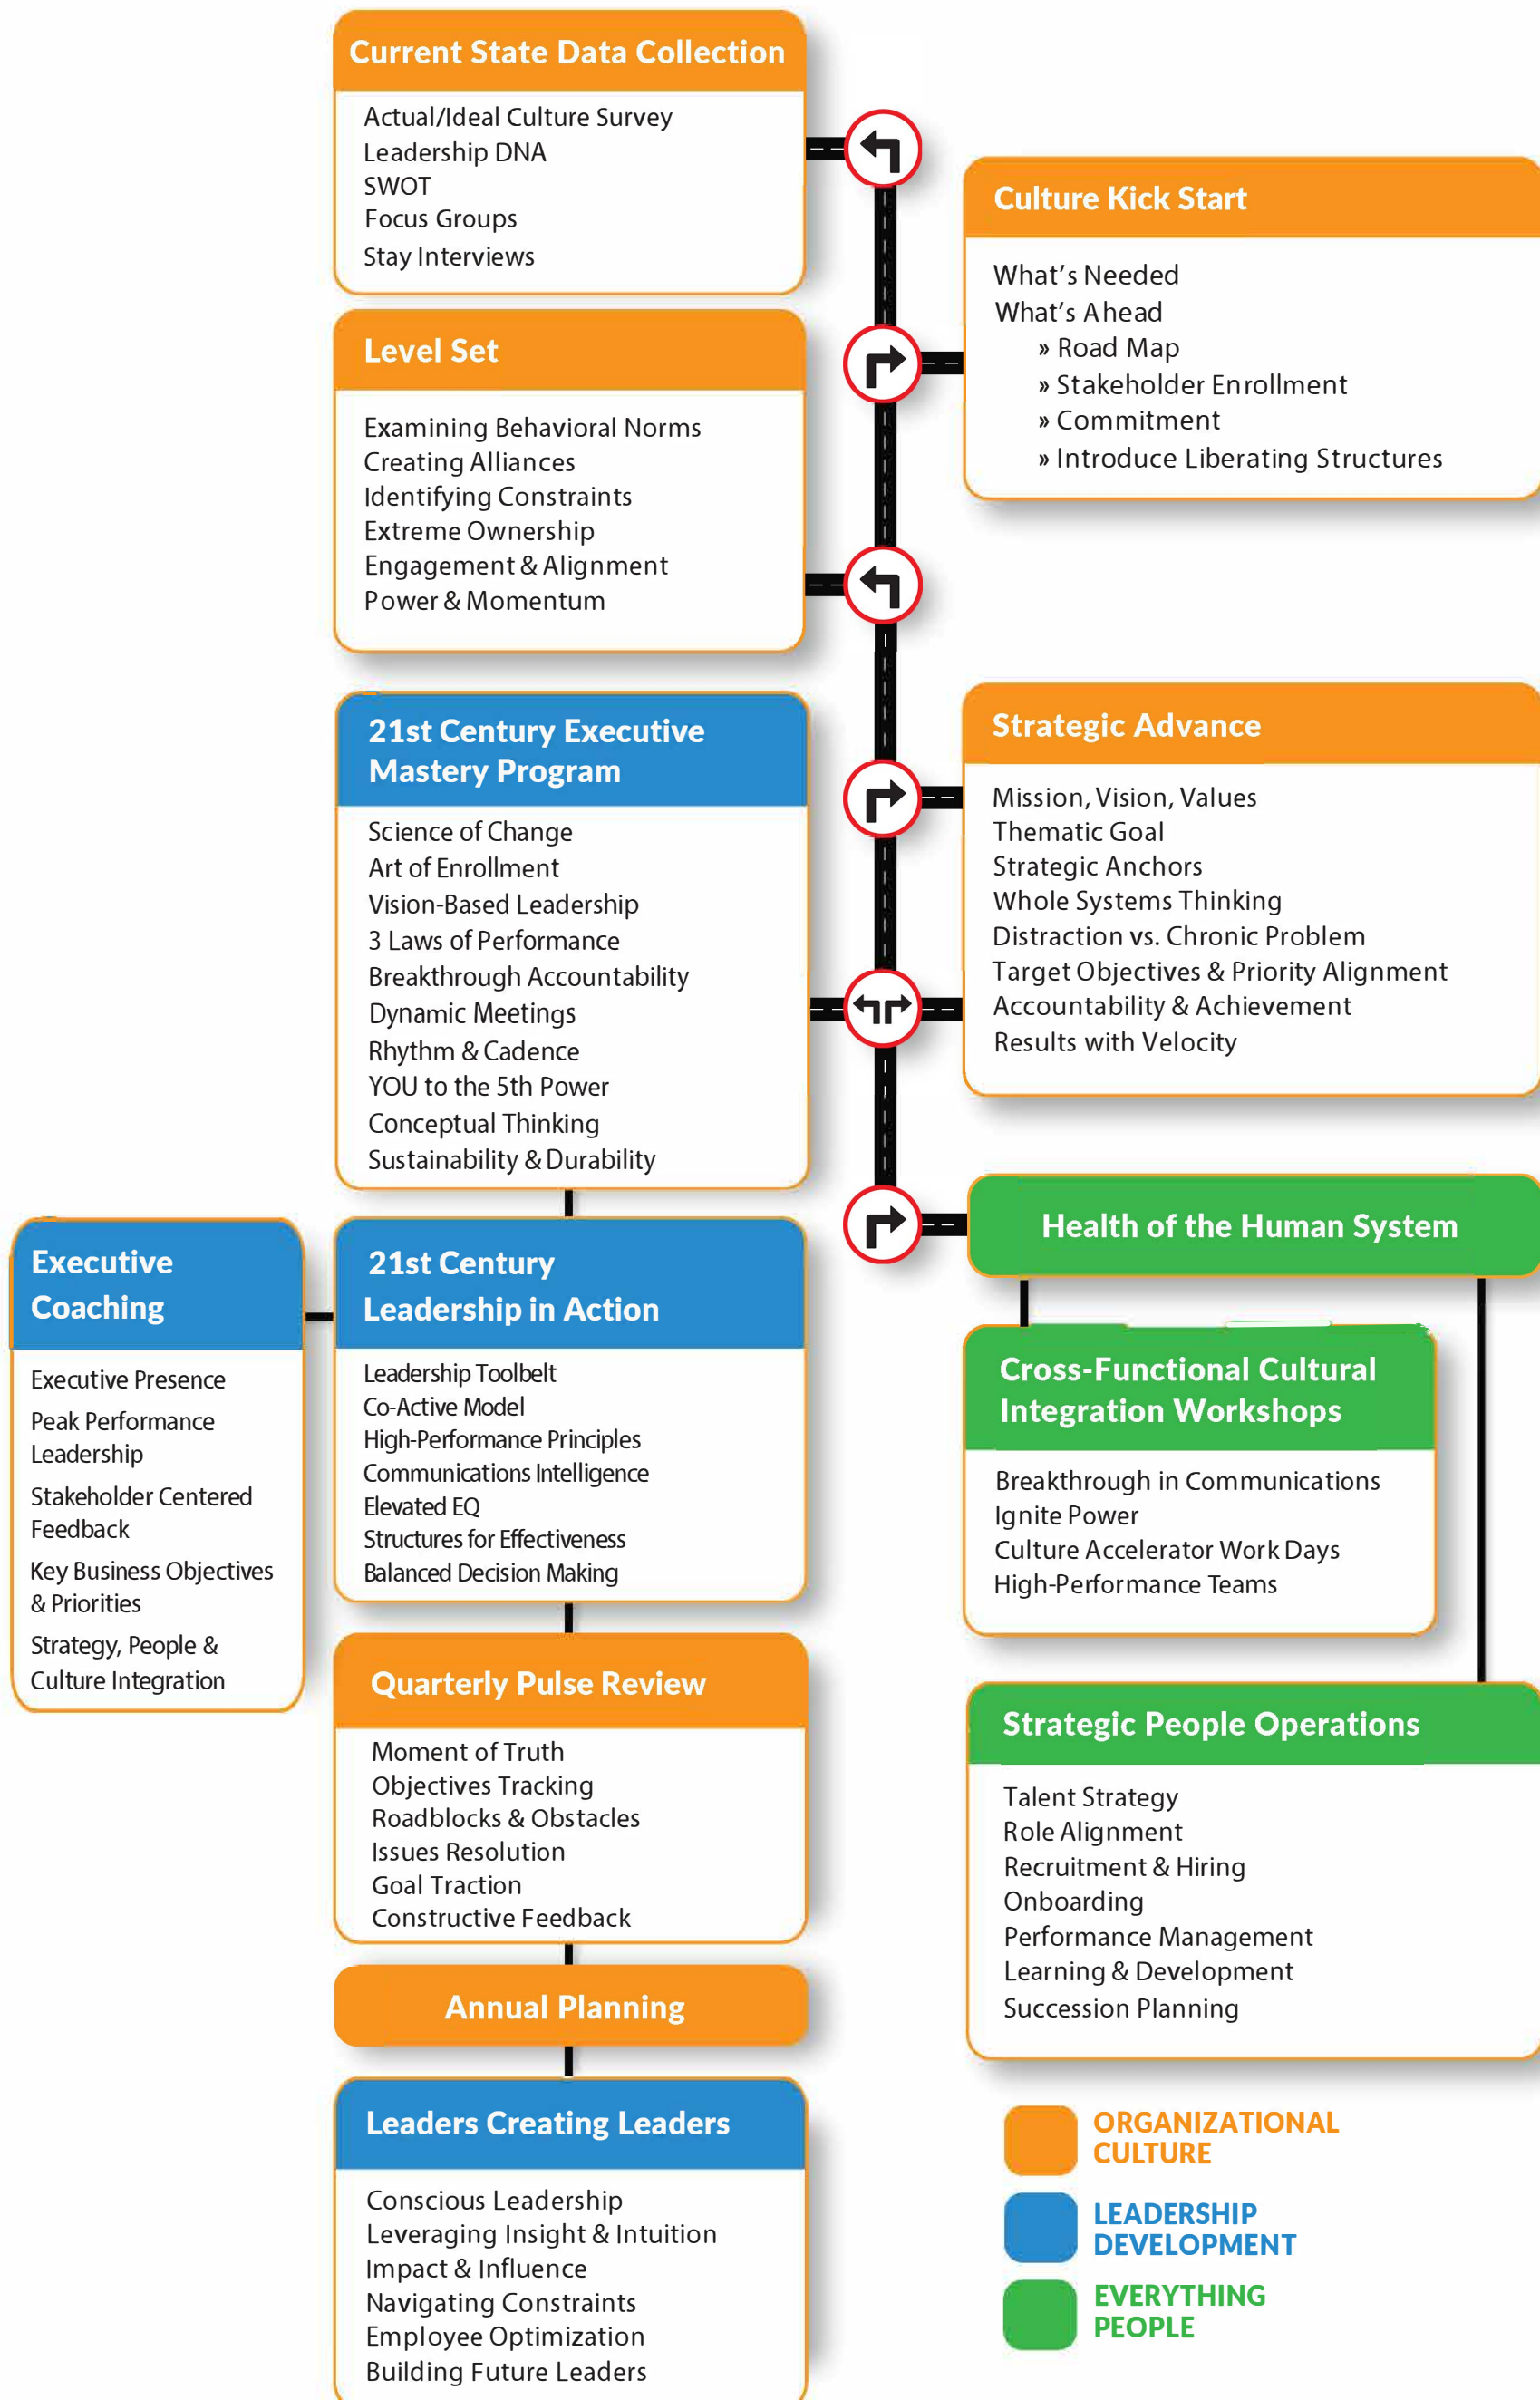 Current State Data Collection
Actual/Ideal Culture Survey
Leadership DNA
SWOT
Focus Groups
Stay Interviews
Culture Kick Start
What's Needed
What's Ahead
» Road Map
» Stakeholder Enrollment
» Commitment
» Introduce Liberating Structures
Level Set
Examining Behavioral Norms
Creating Alliances
Identifying Constraints
Extreme Ownership
Engagement & Alignment
Power & Momentum
Strategic Advance
Mission, Vision, Values
Thematic Goal
Strategic Anchors
Whole Systems Thinking
Distraction vs. Chronic Problem
Target Objectives & Priority Alignment
Accountability & Achievement
Results with Velocity
21st Century Executive
Mastery Program
Science of Change
Art of Enrollment
Vision-Based Leadership
3 Laws of Performance
Breakthrough Accountability
Dynamic Meetings
Rhythm & Cadence
YOU to the 5th Power
Conceptual Thinking
Sustainability & Durability
Health of the Human System
Executive
Coaching
Executive Presence
Peak Performance
Leadership
Stakeholder Centered
Feedback
Key Business Objectives
& Priorities
Strategy, People &
Culture Integration
21st Century
Leadership in Action
Leadership Toolbelt
Co-Active Model
High-Performance Principles
Communications Intelligence
Elevated EQ
Structures for Effectiveness
Balanced Decision Making
Cross-Functional Cultural
Integration Workshops
Breakthrough in Communications
Ignite Power
Culture Accelerator Work Days
High-Performance Teams
Quarterly Pulse Review
Moment of Truth
Objectives Tracking
Roadblocks & Obstacles
Issues Resolution
Goal Traction
Constructive Feedback
Strategic People Operations
Talent Strategy
Role Alignment
Recruitment & Hiring
Onboarding
Performance Management
Learning & Development
Succession Planning
Annual Planning
Leaders Creating Leaders
Conscious Leadership
Leveraging Insight & Intuition
Impact & Influence
Navigating Constraints
Employee Optimization
Building Future Leaders
ORGANIZATIONAL
CULTURE
LEADERSHIP
DEVELOPMENT
EVERYTHING
PEOPLE